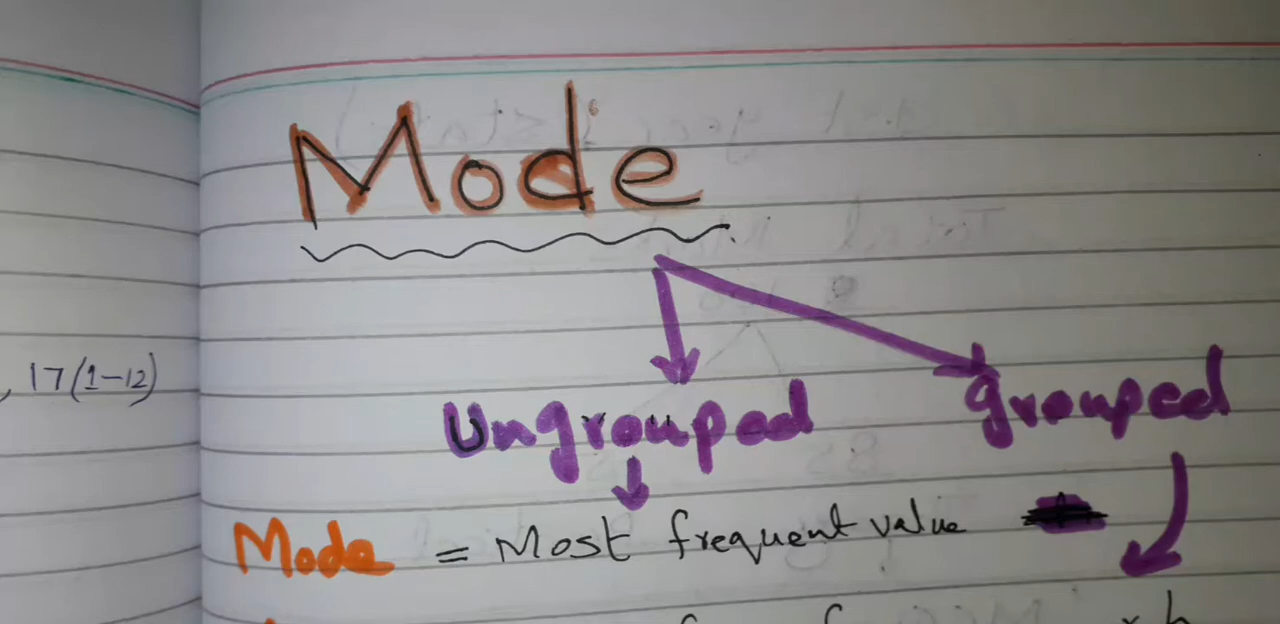 Mode
, 17(1-12)
Ungrouped grouped
Mode = Most frequent value